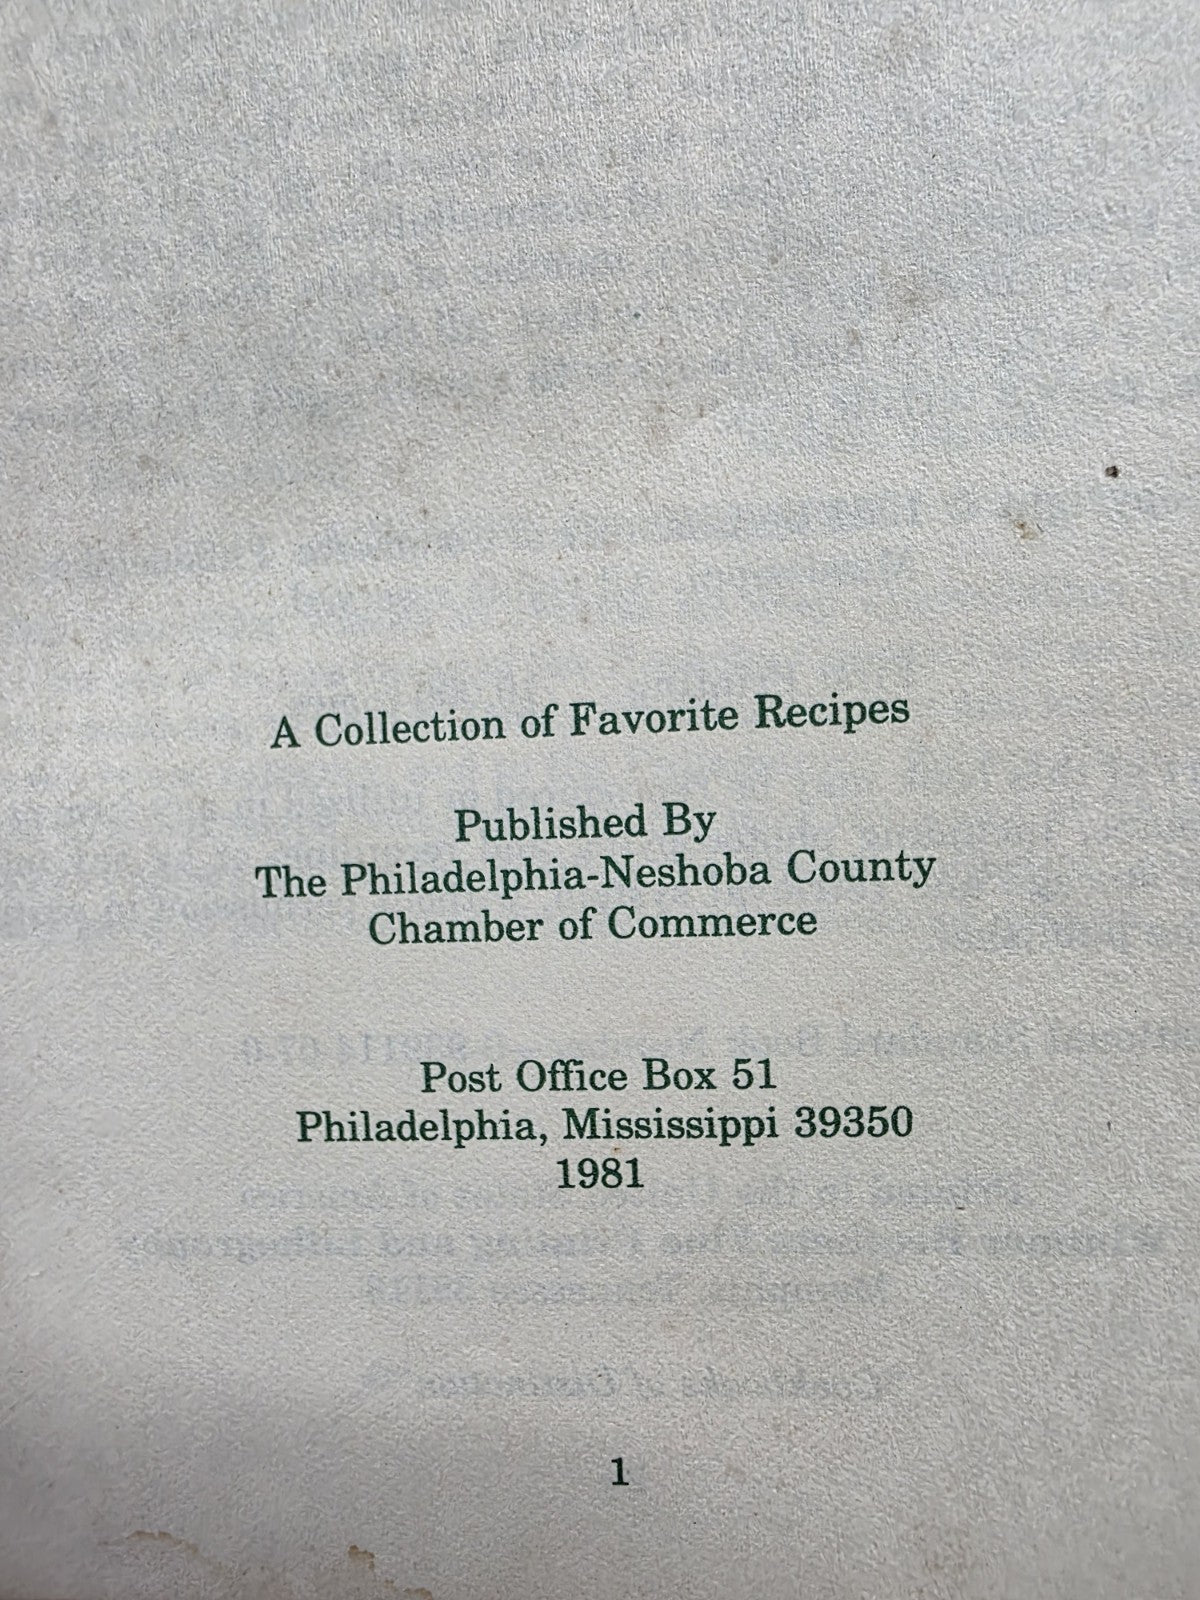 A Collection of Favorite Recipes
Published By
The Philadelphia-Neshoba County
Chamber of Commerce
Post Office Box 51
Philadelphia, Mississippi 39350
1981
1